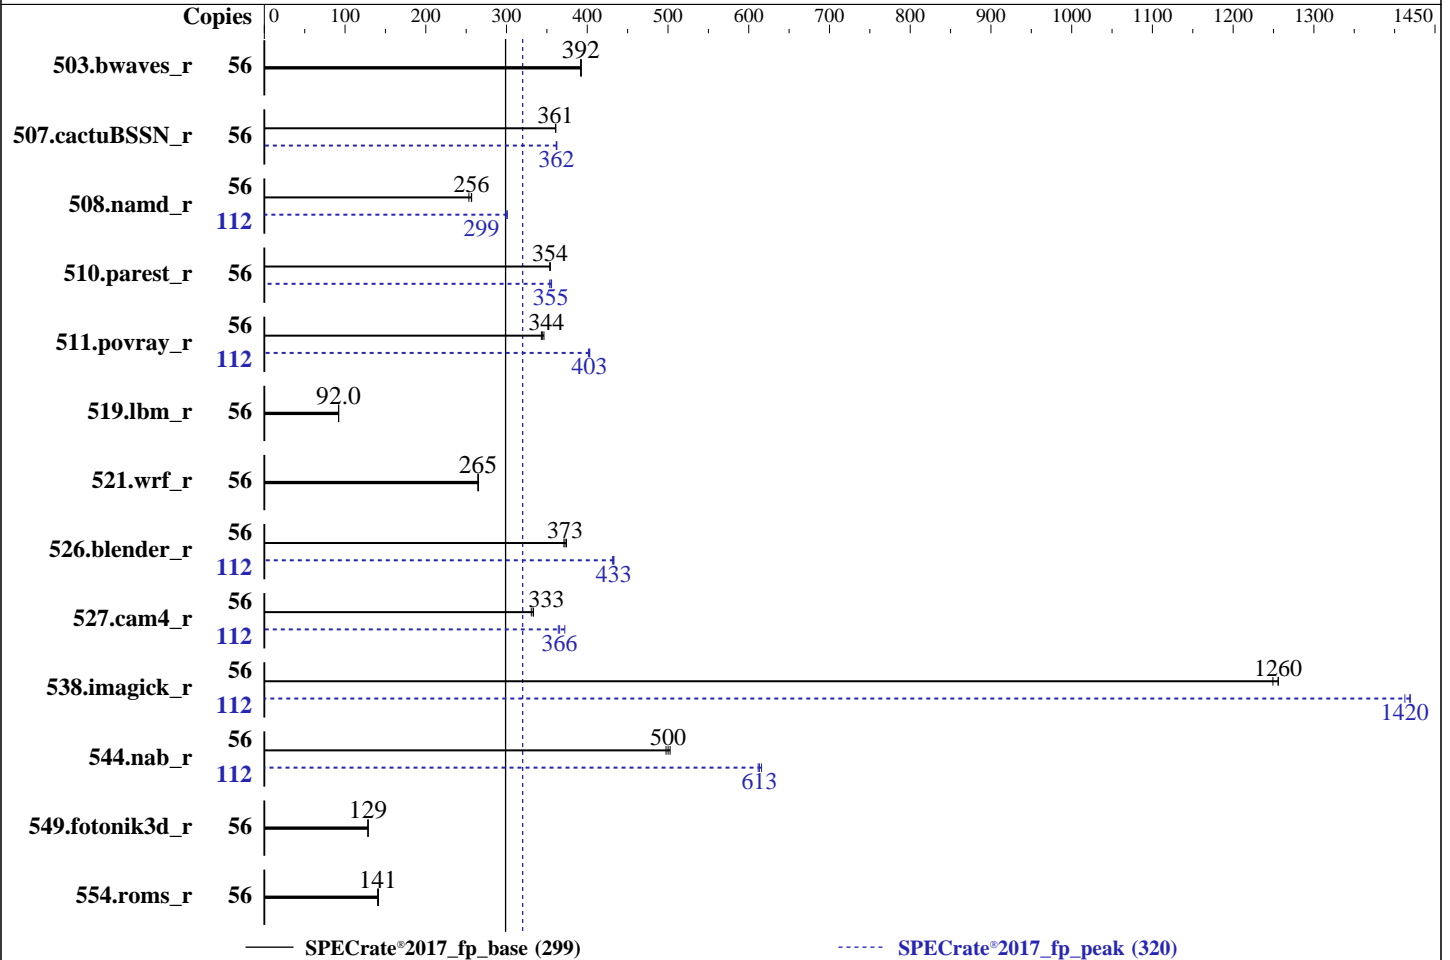 Copies 0 100 200 300 400 500 600 700 800 900 1000 1100 1200 1300 1450
503.bwaves_r 56 392
507.cactuBSSN_r 56 361
362
508.namd_r 56 256
112 299
510.parest_r 56 354
355
511.povray_r 56 344
112 403
519.lbm_r 56 92.0
521.wrf_r 56 265
526.blender_r 56 373
112 433
527.cam4_r 56 333
112 366
538.imagick_r 56 1260
112 1420
544.nab_r 56 500
112 613
549.fotonik3d_r 56 129
554.roms_r 56 141
SPECrate®2017_fp_base (299) SPECrate®2017_fp_peak (320)